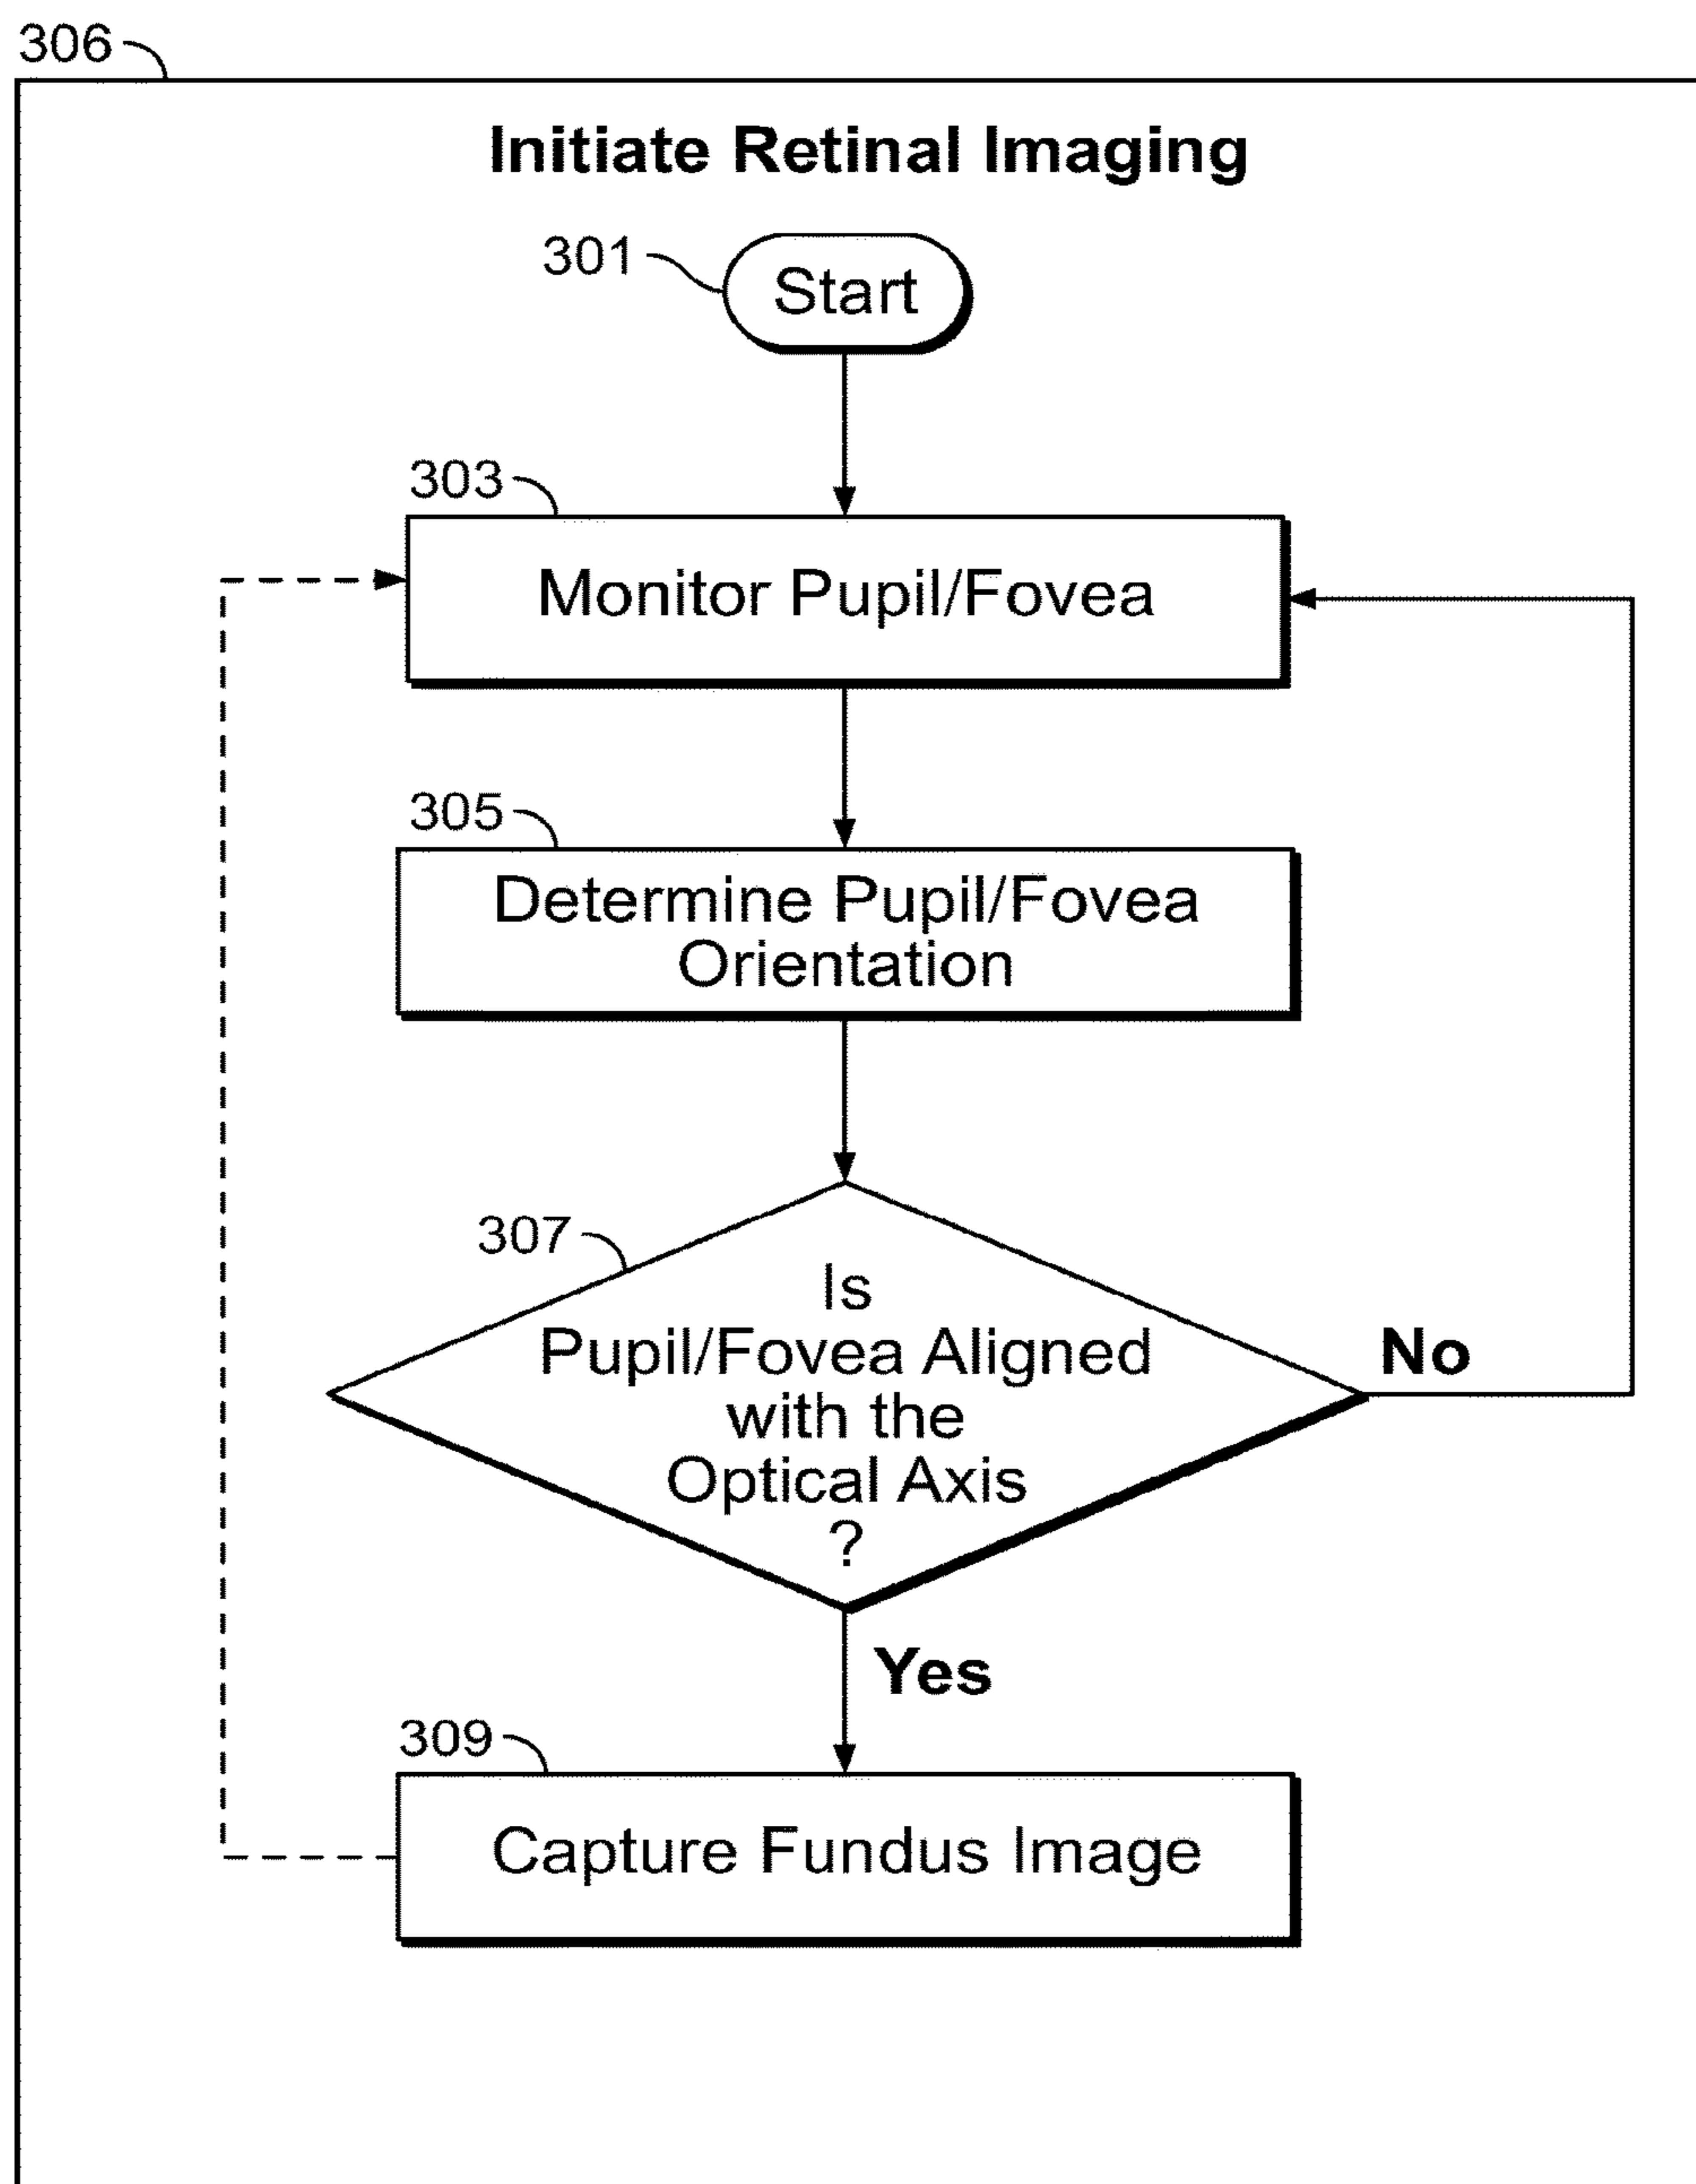 306
Initiate Retinal Imaging
301
Start
303
Monitor Pupil/Fovea
305
Determine Pupil/Fovea
Orientation
307
Is
Pupil/Fovea Aligned
with the
Optical Axis
?
No
Yes
309
Capture Fundus Image